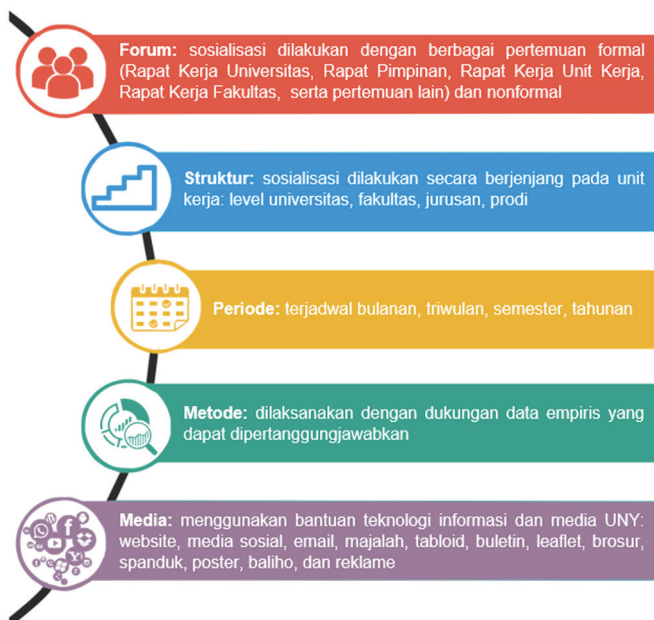 Forum: sosialisasi dilakukan dengan berbagai pertemuan formal
(Rapat Kerja Universitas, Rapat Pimpinan, Rapat Kerja Unit Kerja,
Rapat Kerja Fakultas, serta pertemuan lain) dan nonformal
Struktur: sosialisasi dilakukan secara berjenjang pada unit
kerja: level universitas, fakultas, jurusan, prodi
Periode: terjadwal bulanan, triwulan, semester, tahunan
Metode: dilaksanakan dengan dukungan data empiris yang
dapat dipertanggungjawabkan
Media: menggunakan bantuan teknologi informasi dan media UNY:
website, media sosial, email, majalah, tabloid, buletin, leaflet, brosur,
spanduk, poster, baliho, dan reklame